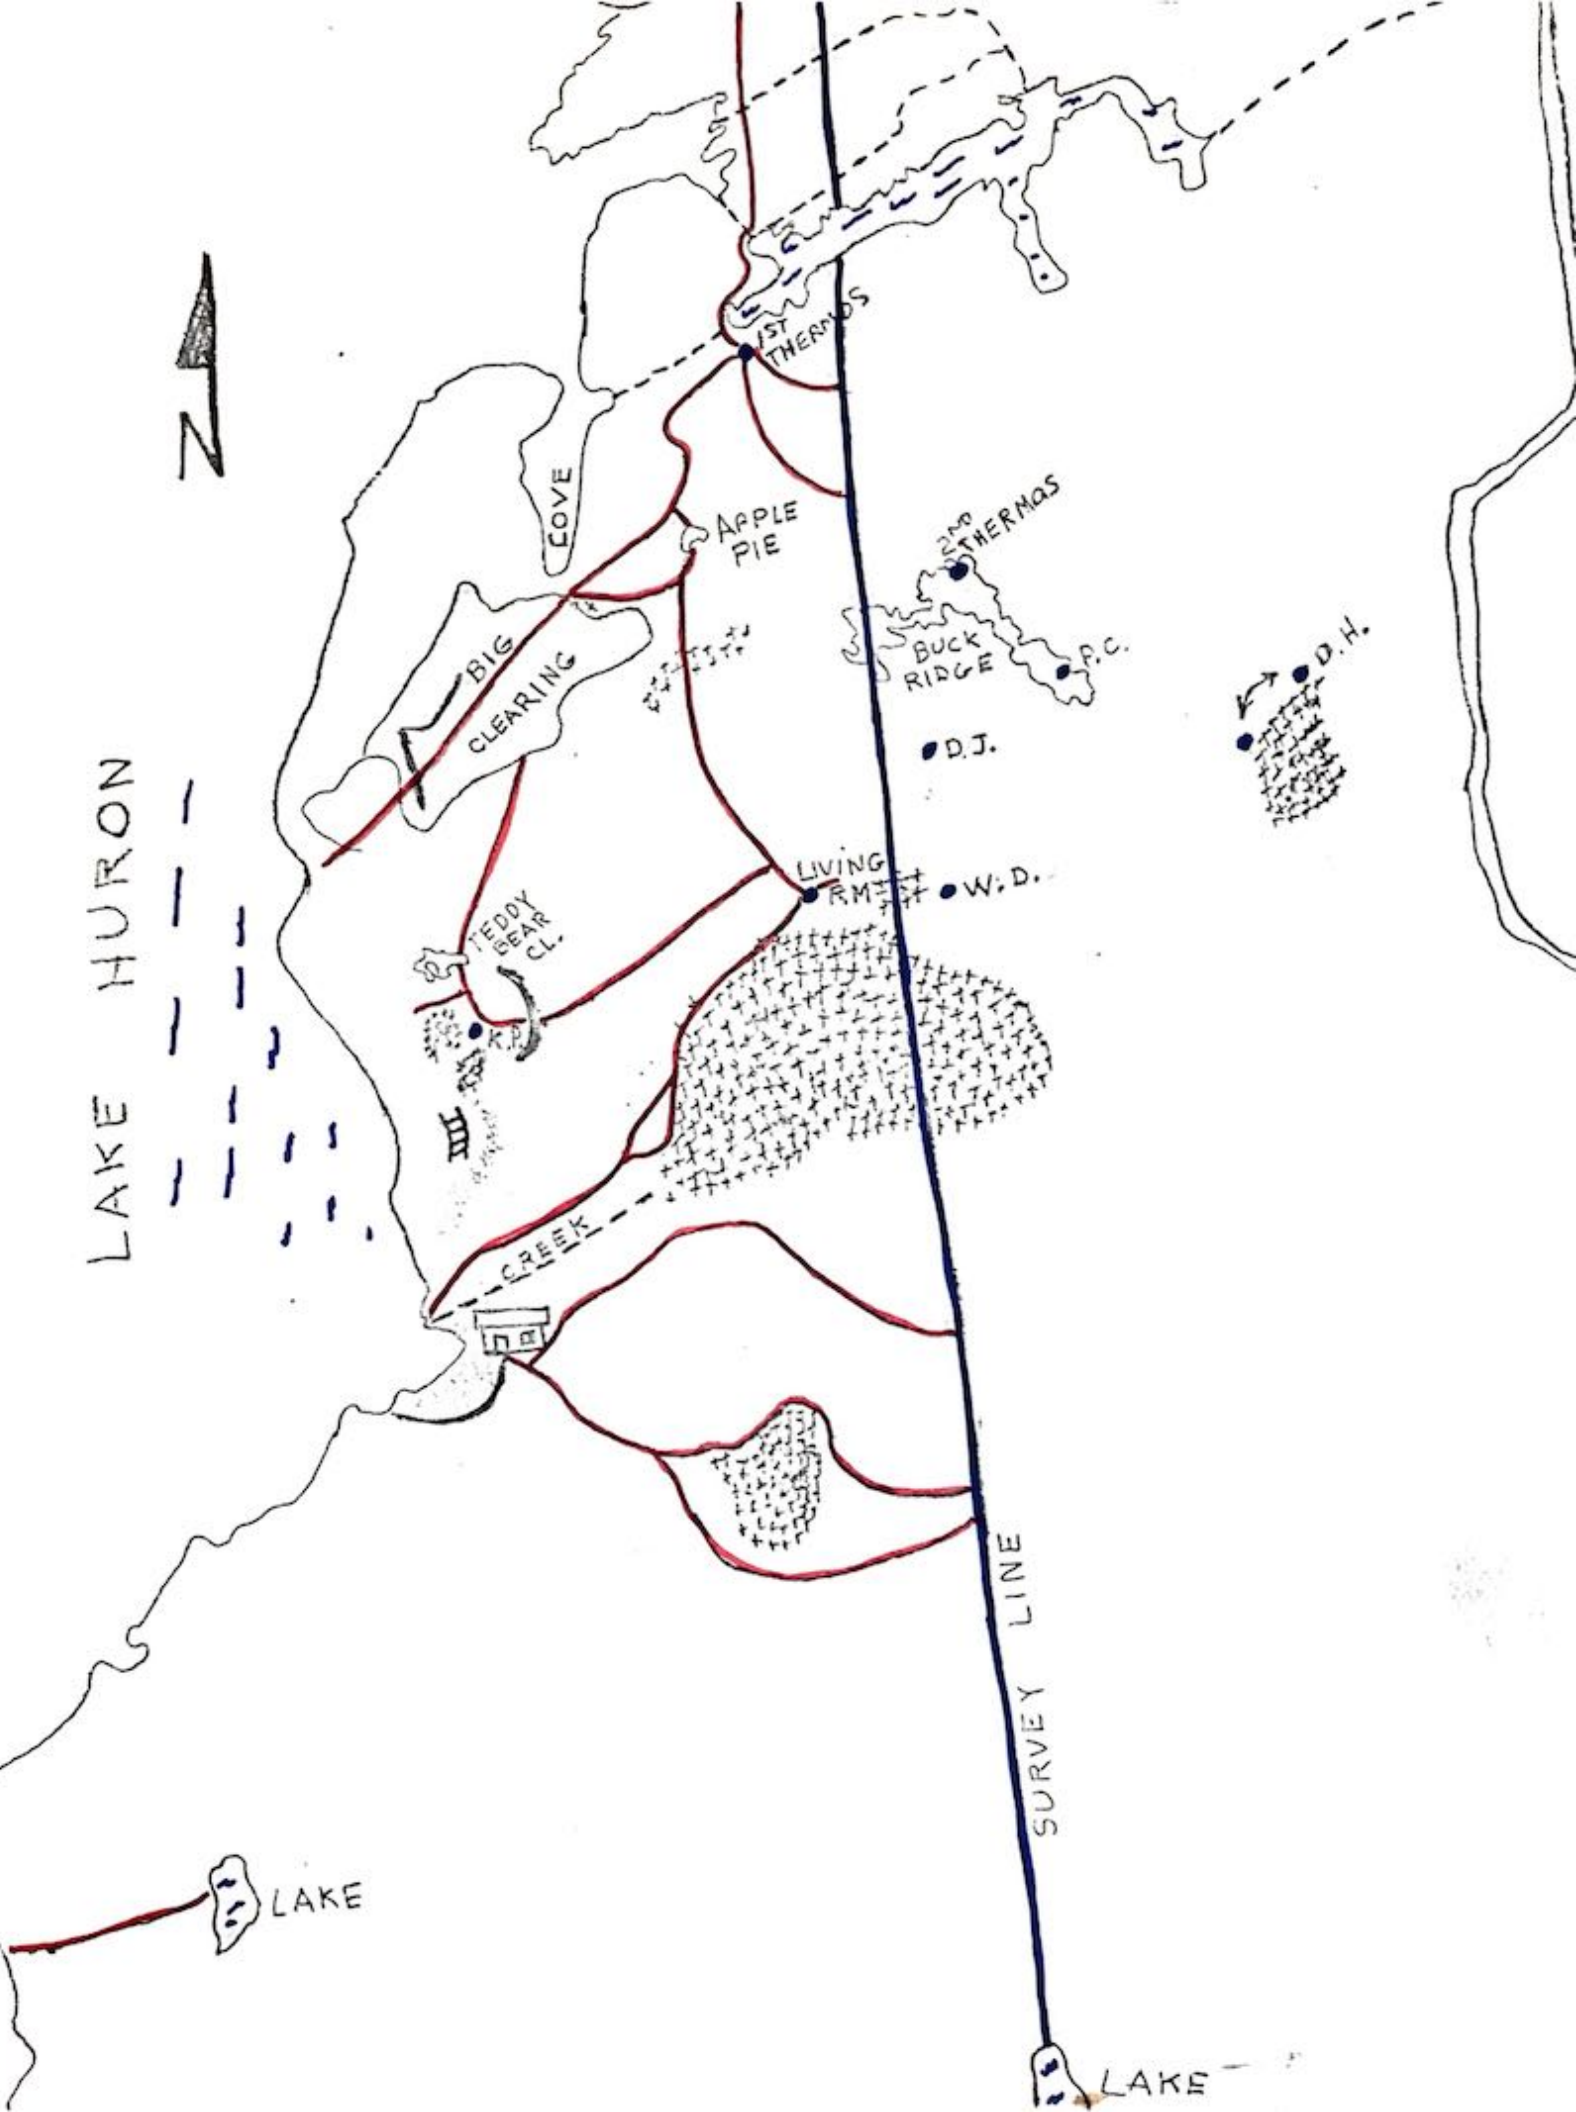 1ST
THERMOS
N
COVE
APPLE
PIE
2ND
THERMOS
BIG
CLEARING
BUCK
RIDGE
P.C.
D.H.
D.J.
LAKE HURON
LIVING
RM
W.D.
TEDDY
BEAR
CL.
K.P.
CREEK
SURVEY LINE
LAKE
LAKE